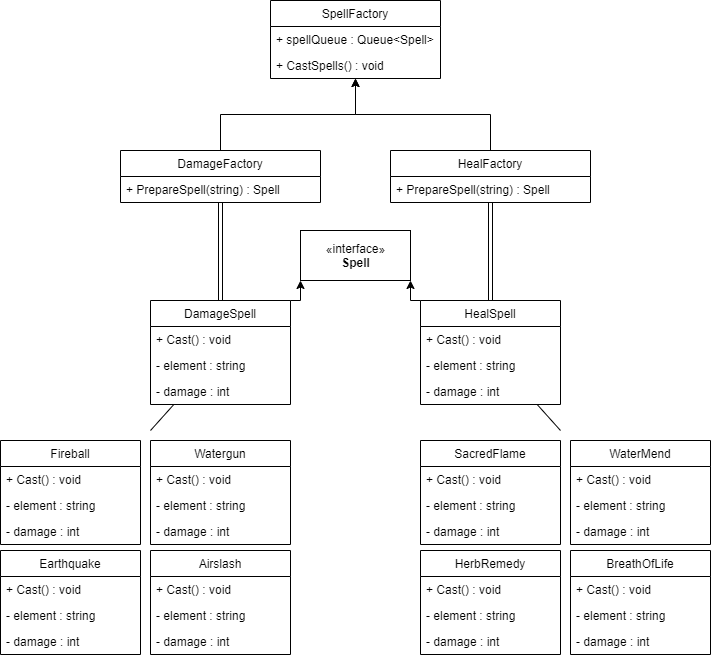 SpellFactory
+ spellQueue : Queue<Spell>
+ CastSpells() : void
DamageFactory
+ PrepareSpell(string) : Spell
HealFactory
+ PrepareSpell(string) : Spell
«interface»
Spell
DamageSpell
+ Cast() : void
- element : string
- damage : int
HealSpell
+ Cast() : void
- element : string
- damage : int
Fireball
+ Cast() : void
- element : string
- damage : int
Watergun
+ Cast() : void
- element : string
- damage : int
SacredFlame
+ Cast() : void
- element : string
- damage : int
WaterMend
+ Cast() : void
- element : string
- damage : int
Earthquake
+ Cast() : void
- element : string
- damage : int
Airslash
+ Cast() : void
- element : string
- damage : int
HerbRemedy
+ Cast() : void
- element : string
- damage : int
BreathOfLife
+ Cast() : void
- element : string
- damage : int